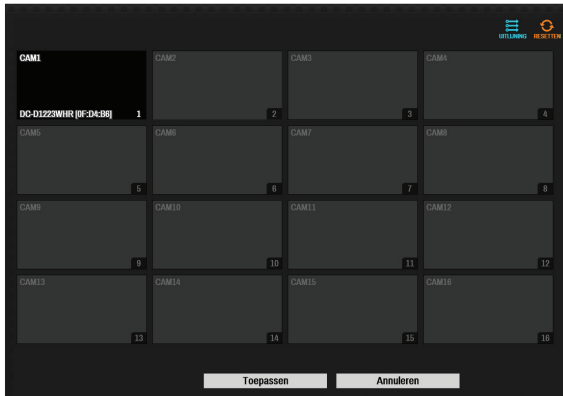 UITLIJNING RESETTEN
CAM1 CAM2 CAM3 CAM4
DC-D1223WHR [0F:D4:B6] 1 2 3 4
CAM5 CAM6 CAM7 CAM8
5 6 7 8
CAM9 CAM10 CAM11 CAM12
9 10 11 12
CAM13 CAM14 CAM15 CAM16
13 14 15 16
Toepassen Annuleren